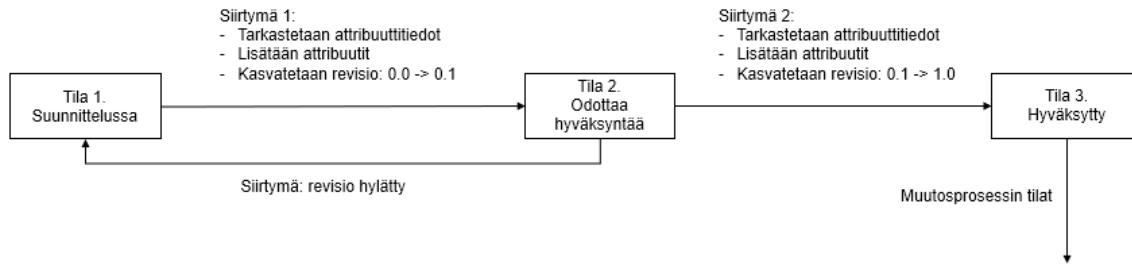 Siirtymä 1:
- Tarkastetaan attribuuttitiedot
- Lisätään attribuutit
- Kasvatetaan revisio: 0.0 -> 0.1
Siirtymä 2:
- Tarkastetaan attribuuttitiedot
- Lisätään attribuutit
- Kasvatetaan revisio: 0.1 -> 1.0
Tila 1.
Suunnittelussa
Tila 2.
Odottaa
hyväksyntää
Tila 3.
Hyväksytty
Siirtymä: revisio hylätty
Muutosprosessin tilat